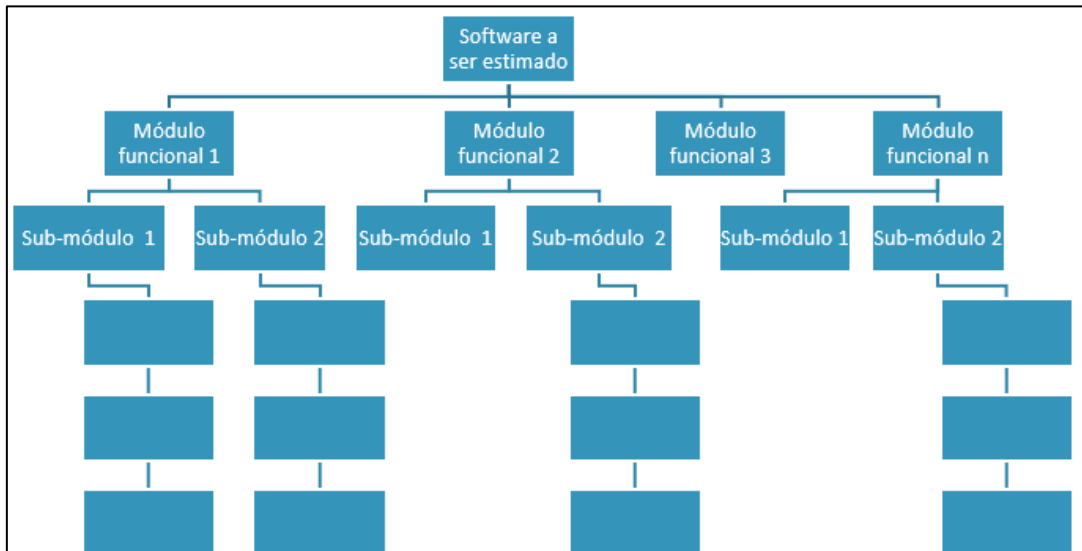 Software a
ser estimado
Módulo
funcional 1
Módulo
funcional 2
Módulo
funcional 3
Módulo
funcional n
Sub-módulo 1
Sub-módulo 2
Sub-módulo 1
Sub-módulo 2
Sub-módulo 1
Sub-módulo 2